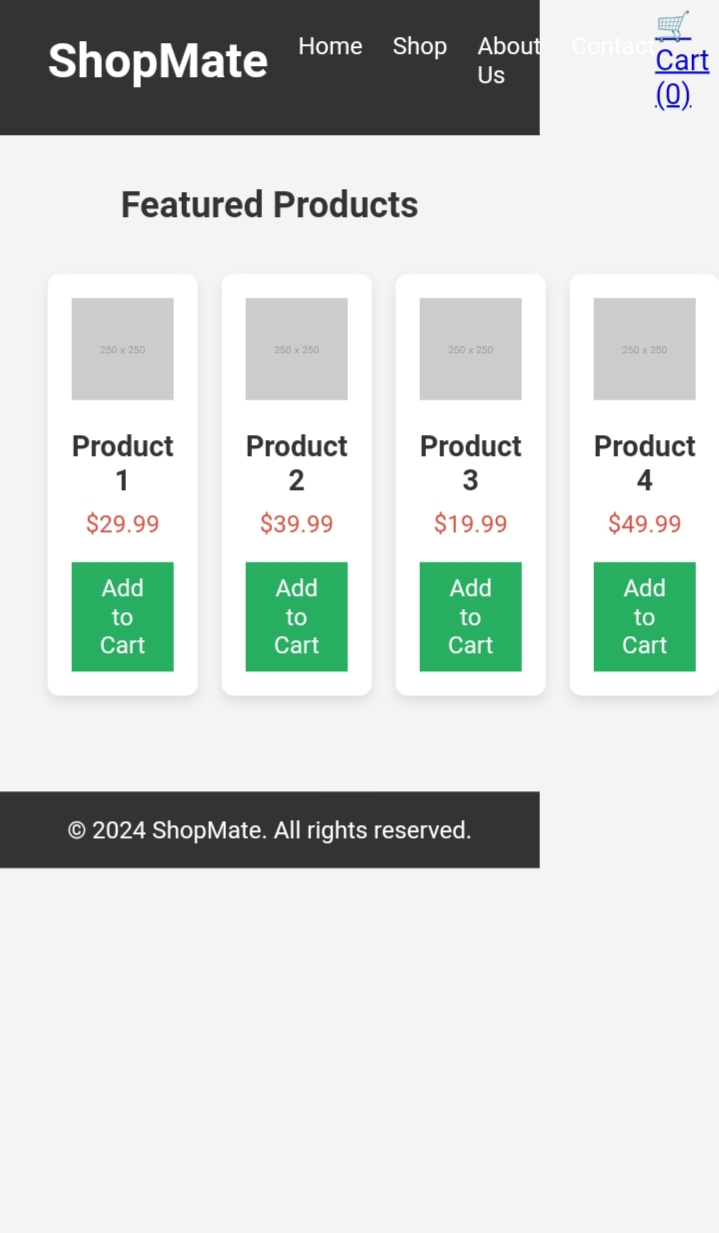 ShopMate
Home
Shop
About
Us
Contact
🛒
Cart
(0)
Featured Products
250 x 250
250 x 250
250 x 250
250 x 250
Product
1
$29.99
Add
to
Cart
Product
2
$39.99
Add
to
Cart
Product
3
$19.99
Add
to
Cart
Product
4
$49.99
Add
to
Cart
© 2024 ShopMate. All rights reserved.